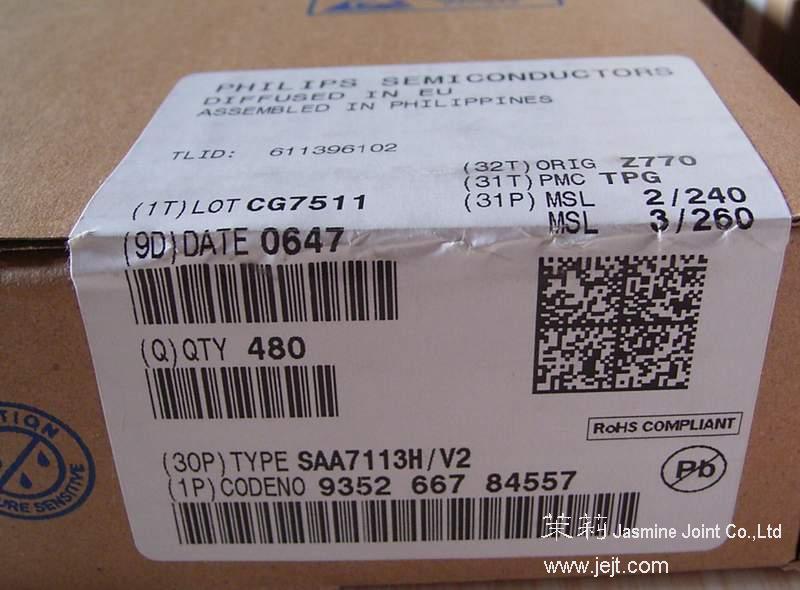 PHILIPS SEMICONDUCTORS
DIFFUSED IN EU
ASSEMBLED IN PHILIPPINES
TLID: 611396102
(32T) ORIG Z770
(31T) PMC TPG
(1T) LOT CG7511
(31P) MSL 2/240
MSL 3/260
(9D) DATE 0647
(Q) QTY 480
RoHS COMPLIANT
Pb
(30P) TYPE SAA7113H/V2
(1P) CODENO 9352 667 84557
茉莉 Jasmine Joint Co.,Ltd
www.jejt.com
SENSITIVE